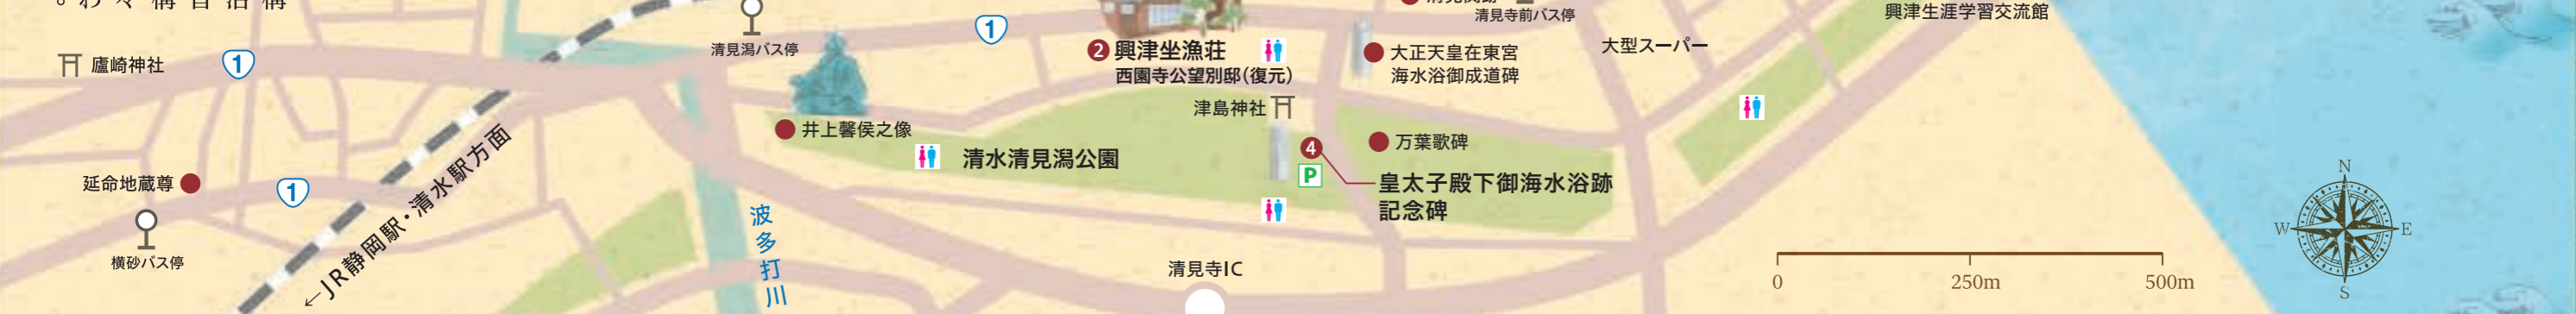 清見寺前バス停
興津生涯学習交流館
1
清見潟バス停
2 興津坐漁荘
西園寺公望別邸(復元)
大正天皇在東宮
海水浴御成道碑
大型スーパー
廬崎神社
1
津島神社
井上馨侯之像
清水清見潟公園
4
P
万葉歌碑
皇太子殿下御海水浴跡
記念碑
延命地蔵尊
1
横砂バス停
←JR静岡駅・清水駅方面
波多打川
清見寺IC
0 250m 500m
N
W E
S